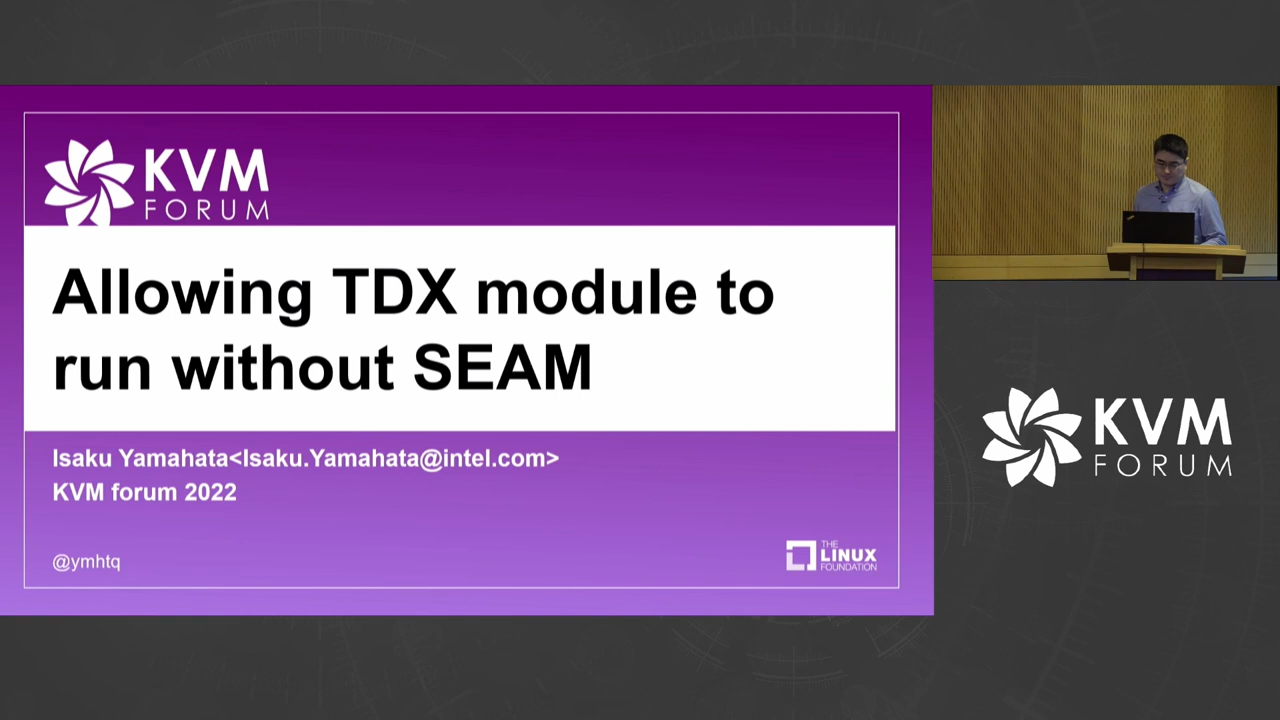 KVM
FORUM
Allowing TDX module to
run without SEAM
Isaku Yamahata<Isaku.Yamahata@intel.com>
KVM forum 2022
@ymhtq
THE
LINUX
FOUNDATION
KVM
FORUM